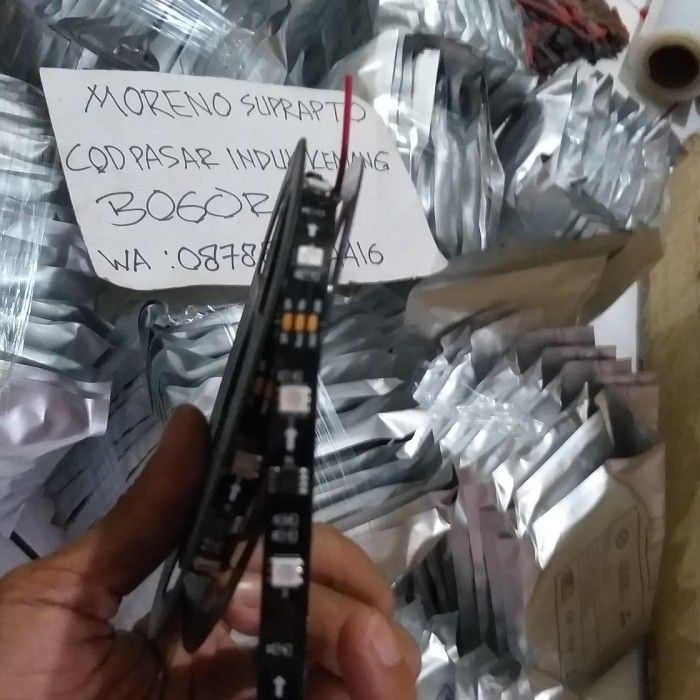 MORENO SUPRAPTO
COD PASAR INDUK KEMANG
BOGOR
WA : 0878